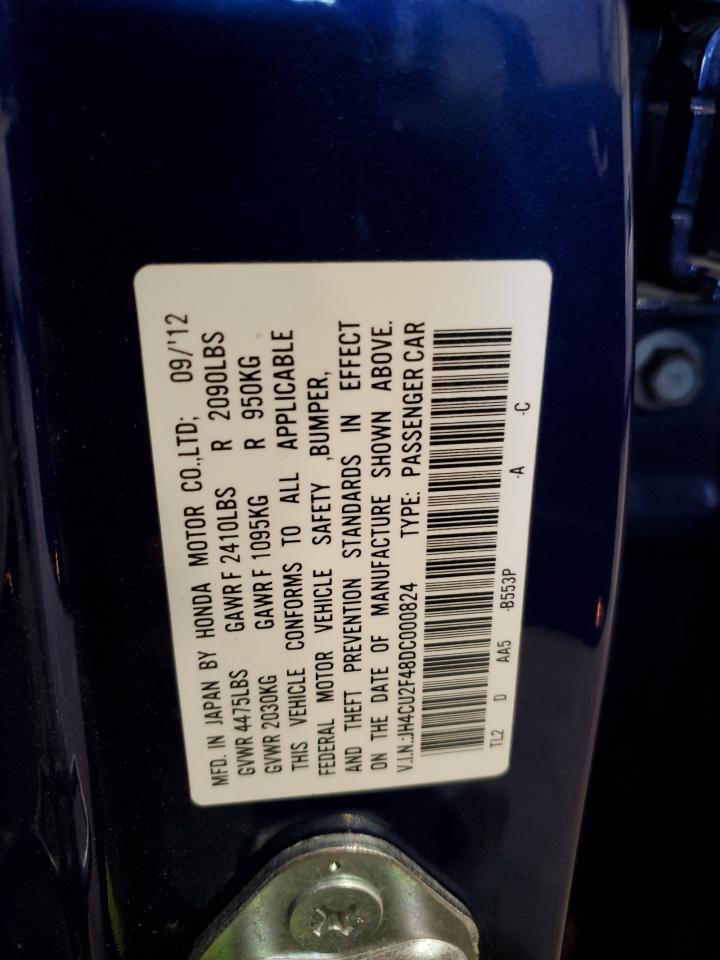 MFD. IN JAPAN BY HONDA MOTOR CO.,LTD; 09/'12
GVWR 4475LBS GAWR F 2410LBS R 2090LBS
GVWR 2030KG GAWR F 1095KG R 950KG
THIS VEHICLE CONFORMS TO ALL APPLICABLE
FEDERAL MOTOR VEHICLE SAFETY ,BUMPER,
AND THEFT PREVENTION STANDARDS IN EFFECT
ON THE DATE OF MANUFACTURE SHOWN ABOVE.
V.I.N.:JH4CU2F48DC000824 TYPE: PASSENGER CAR
TL2 D AA5 -B553P -A -C